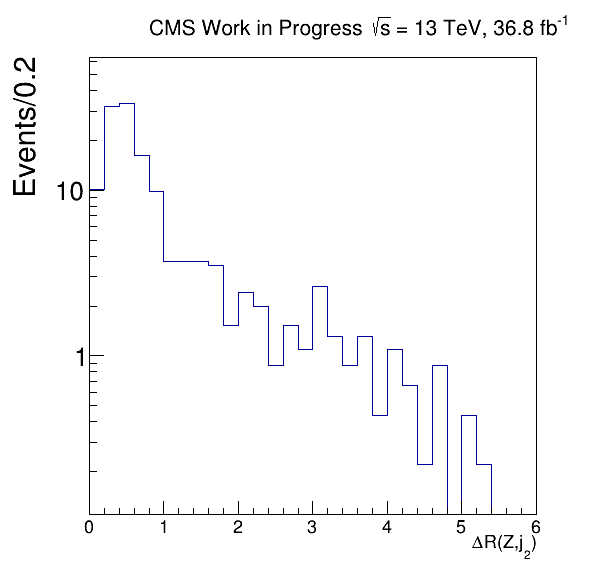 CMS Work in Progress √s = 13 TeV, 36.8 fb⁻¹
Events/0.2
10
1
0 1 2 3 4 5 6
ΔR(Z,j₂)